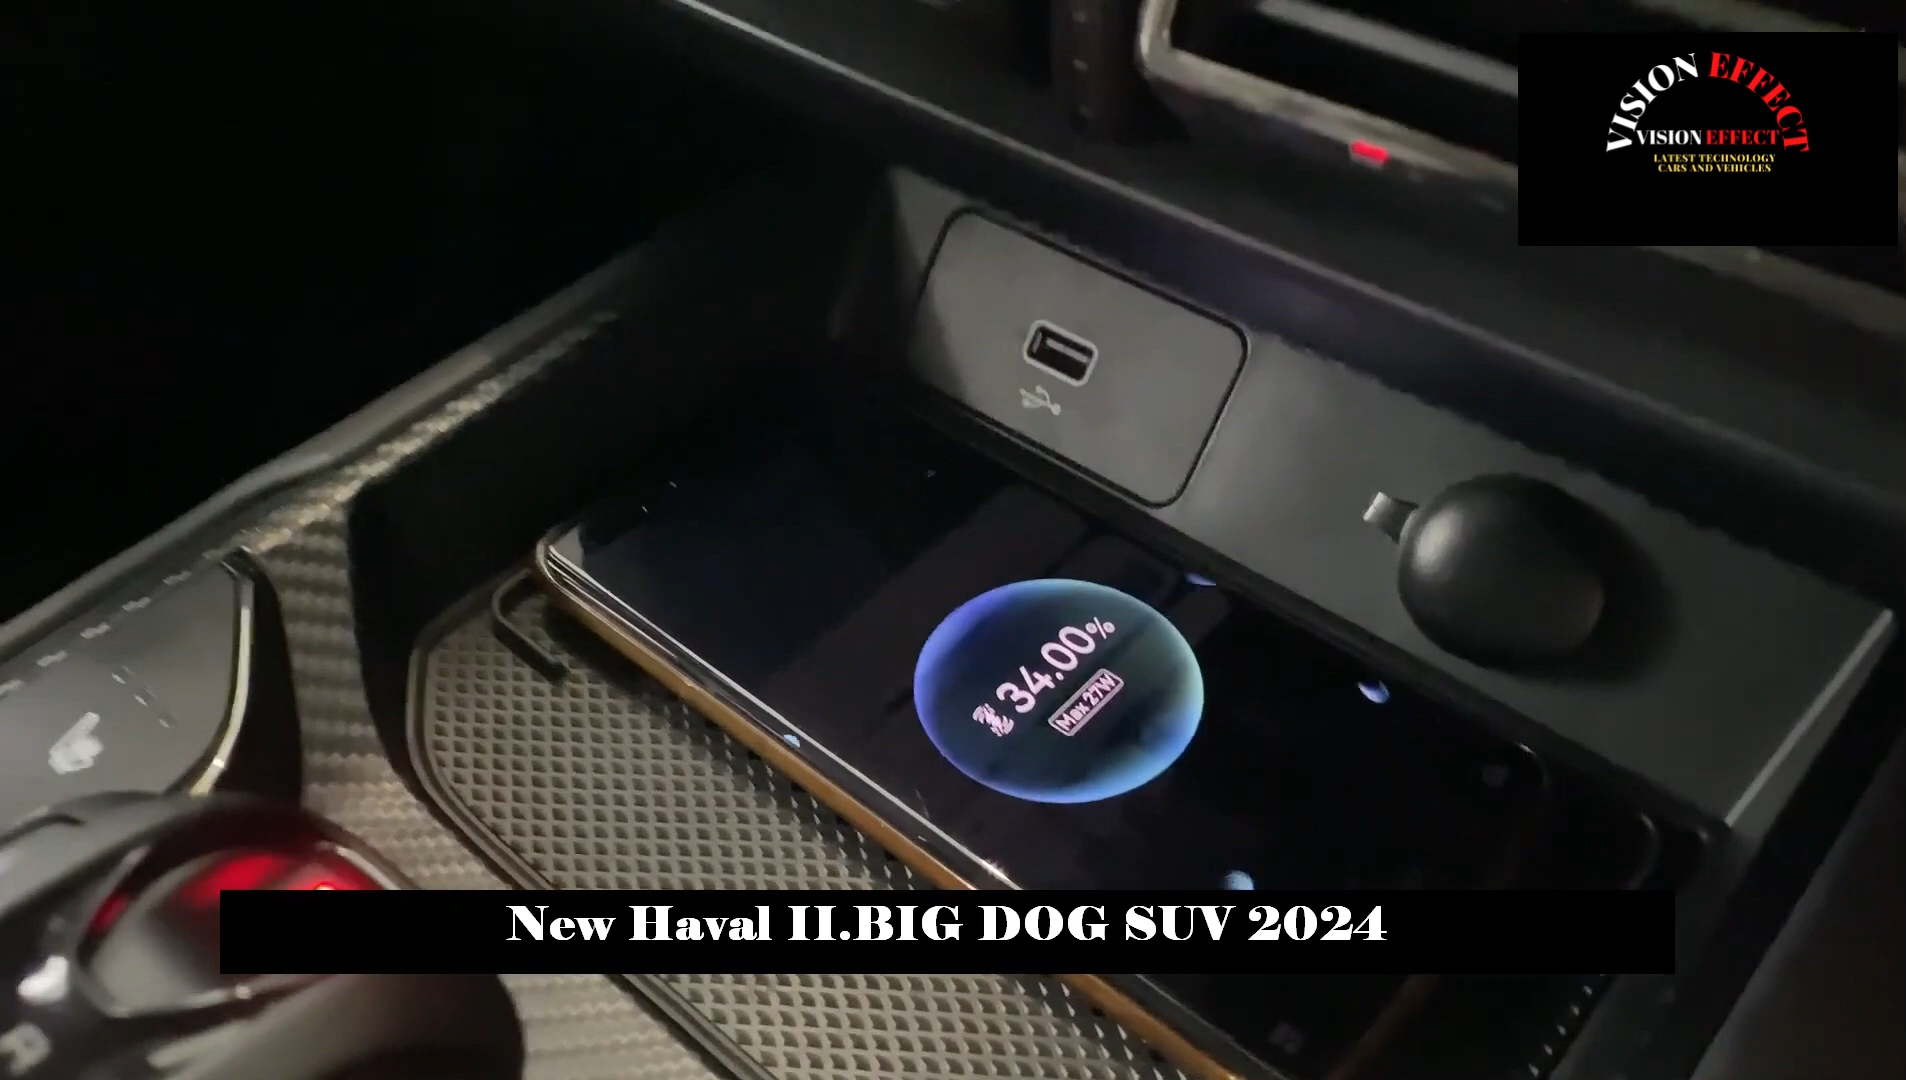 VISION EFFECT
VISION EFFECT
LATEST TECHNOLOGY
CARS AND VEHICLES
34.00%
Max 27W
New Haval II.BIG DOG SUV 2024